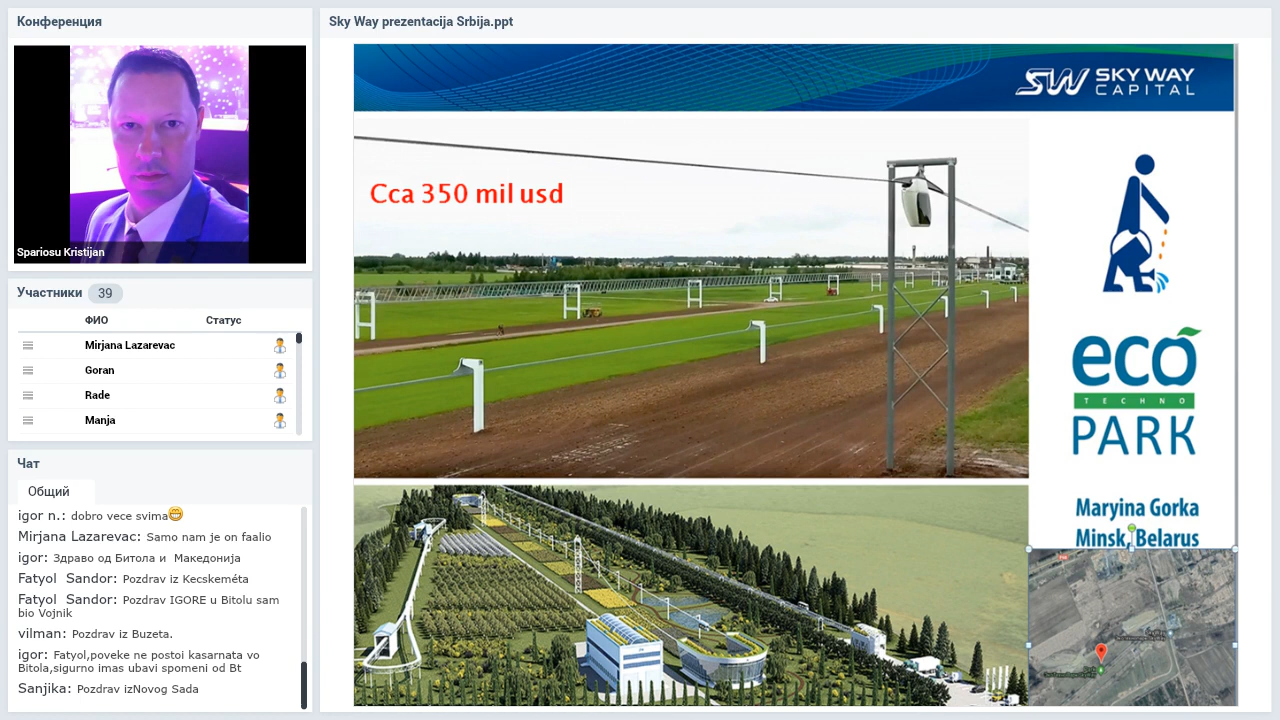 Конференция
Spariosu Kristijan
Участники 39
ФИО Статус
Mirjana Lazarevac
Goran
Rade
Manja
Чат
Общий
igor n.: dobro vece svima
Mirjana Lazarevac: Samo nam je on faalio
igor: Здраво од Битола и Македонија
Fatyol Sandor: Pozdrav iz Kecskeméta
Fatyol Sandor: Pozdrav IGORE u Bitolu sam
bio Vojnik
vilman: Pozdrav iz Buzeta.
igor: Fatyol,poveke ne postoi kasarnata vo
Bitola,sigurno imas ubavi spomeni od Bt
Sanjika: Pozdrav izNovog Sada
Sky Way prezentacija Srbija.ppt
SW SKY WAY
CAPITAL
Cca 350 mil usd
eco
TECHNO
PARK
Maryina Gorka
Minsk, Belarus